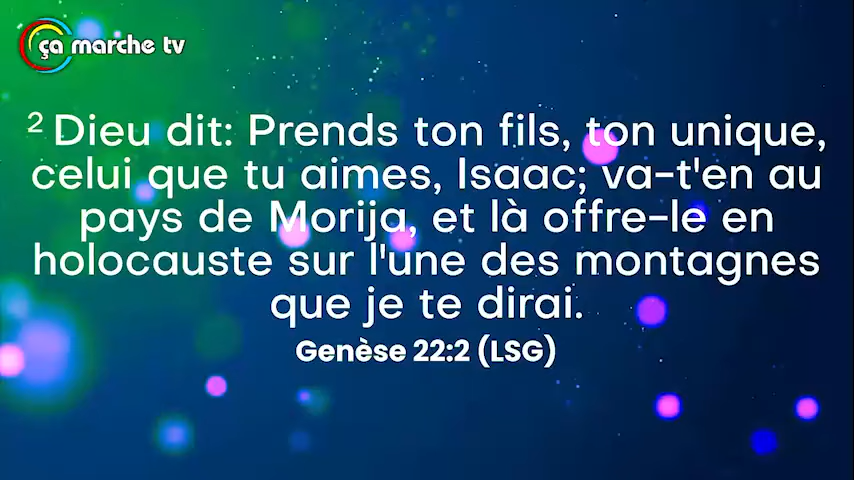 ça marche tv
2 Dieu dit: Prends ton fils, ton unique,
celui que tu aimes, Isaac; va-t'en au
pays de Morija, et là offre-le en
holocauste sur l'une des montagnes
que je te dirai.
Genèse 22:2 (LSG)